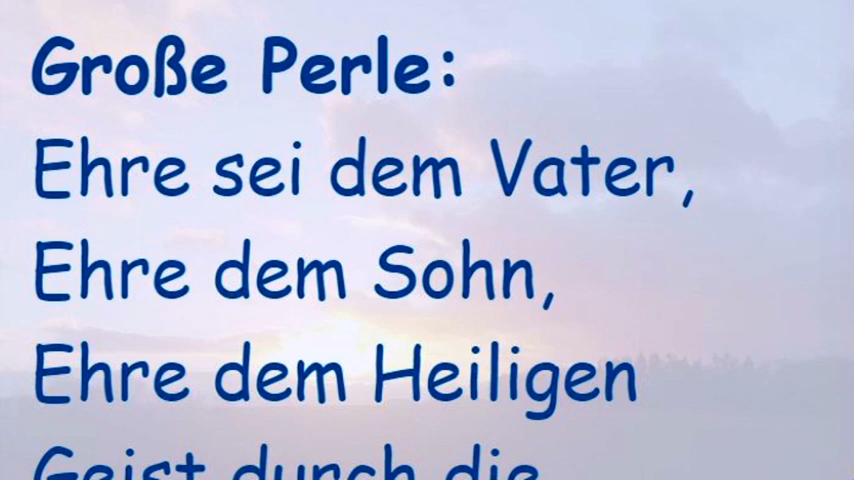 Große Perle:
Ehre sei dem Vater,
Ehre dem Sohn,
Ehre dem Heiligen
Geist durch die